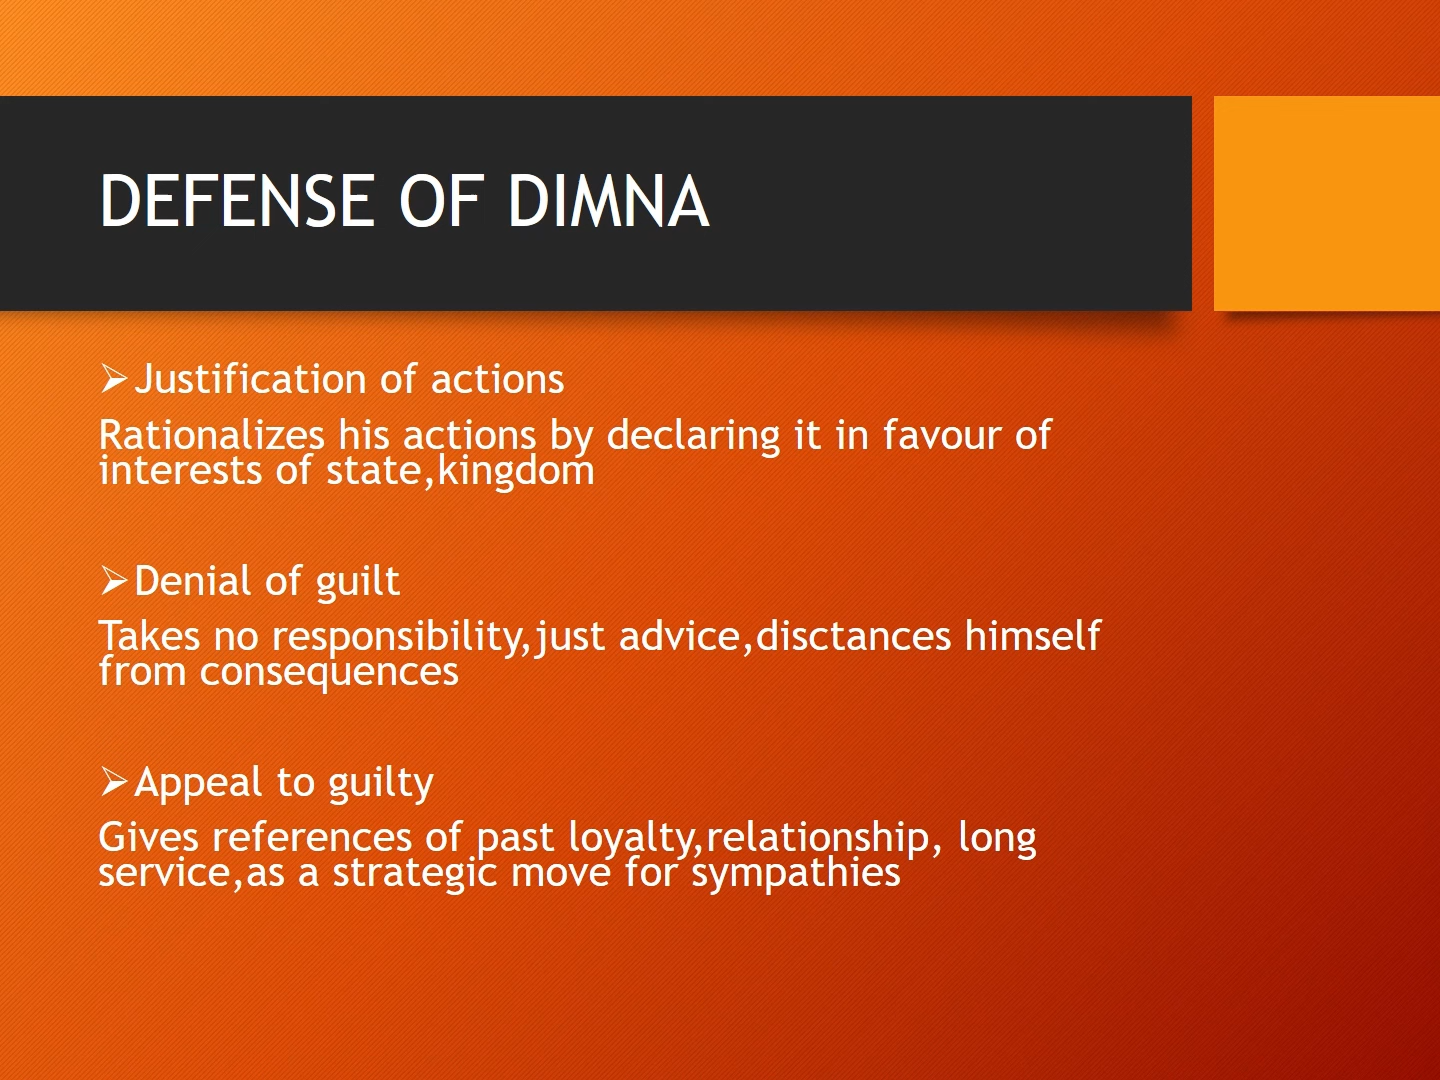 DEFENSE OF DIMNA
➢Justification of actions
Rationalizes his actions by declaring it in favour of
interests of state,kingdom
➢Denial of guilt
Takes no responsibility,just advice,disctances himself
from consequences
➢Appeal to guilty
Gives references of past loyalty,relationship, long
service,as a strategic move for sympathies